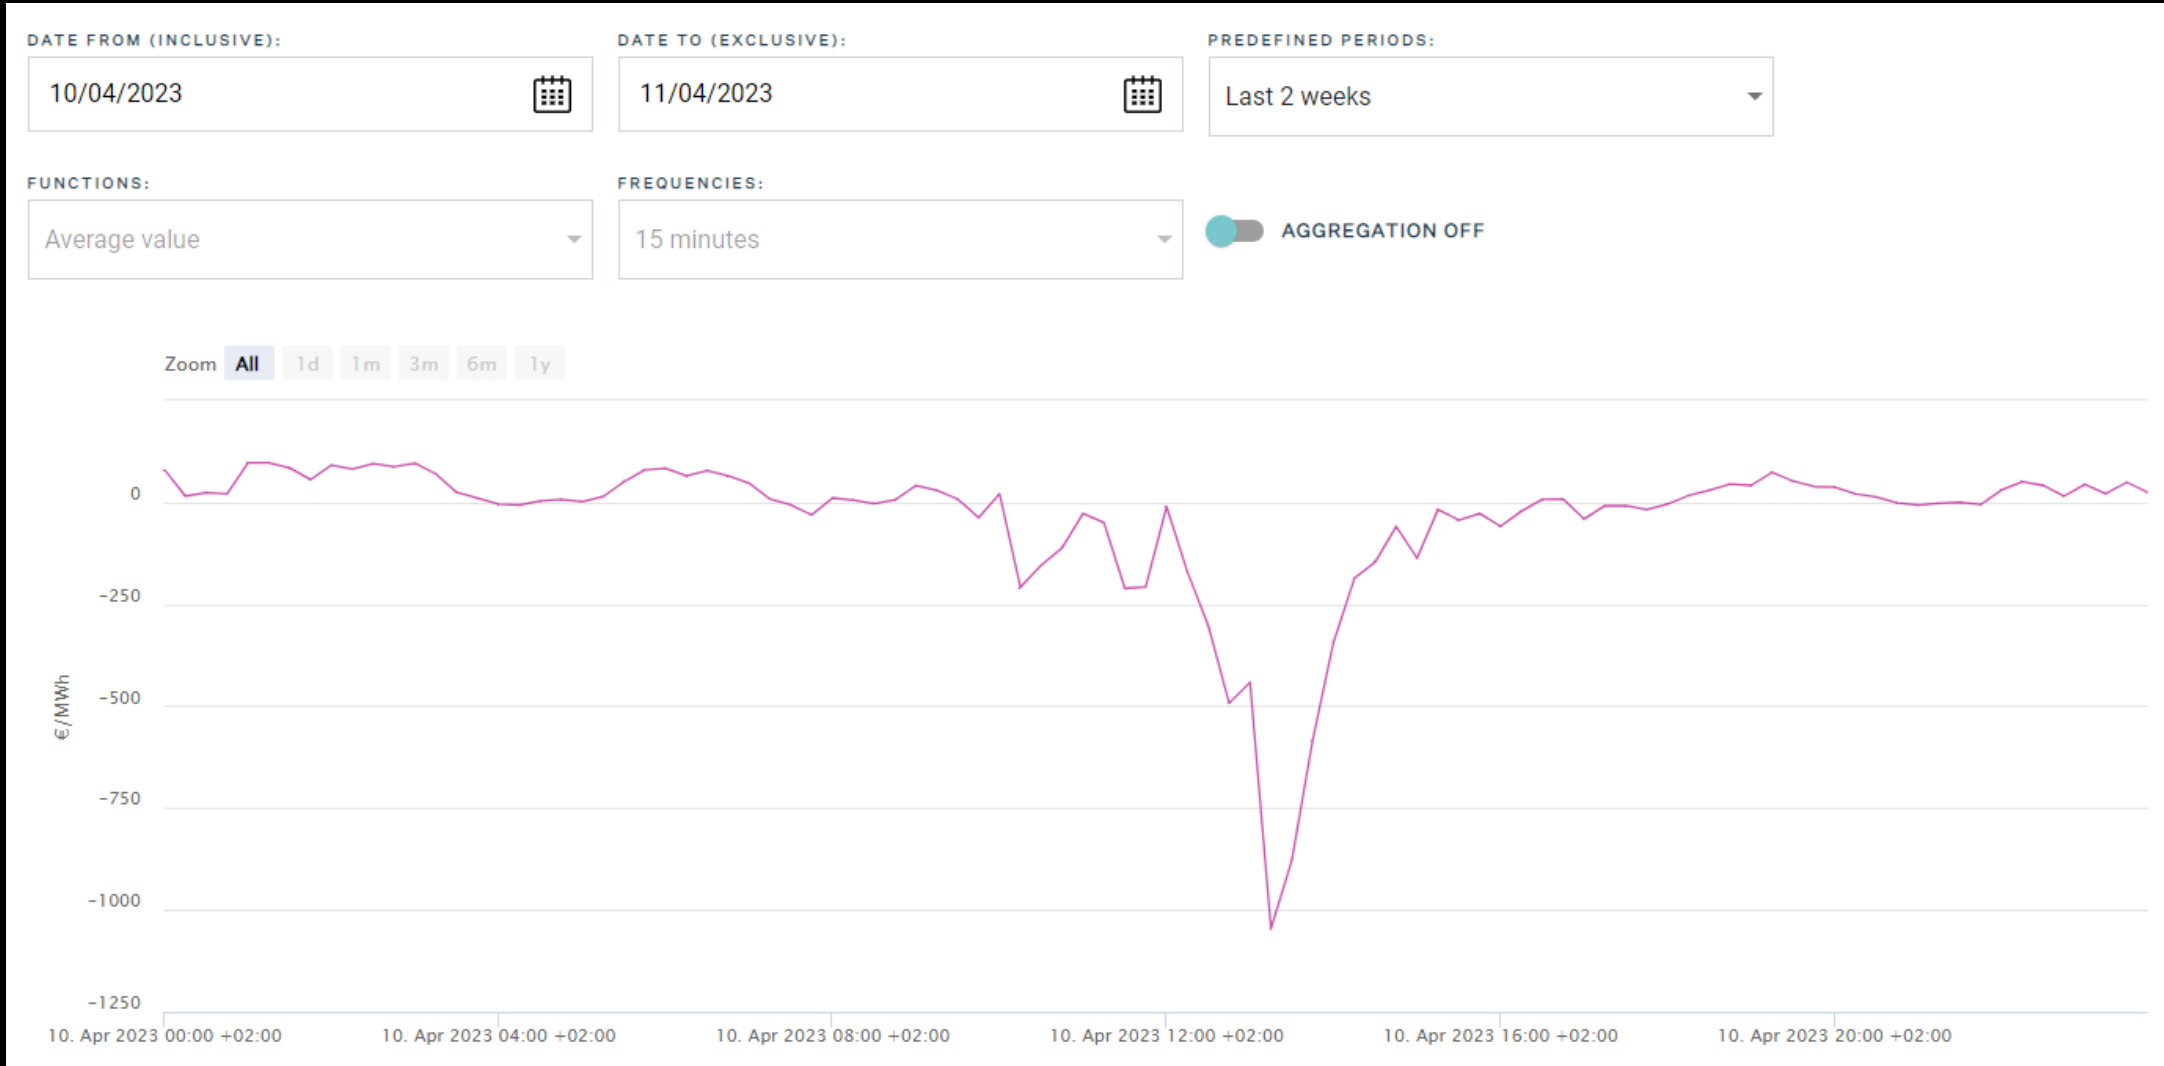 DATE FROM (INCLUSIVE): DATE TO (EXCLUSIVE): PREDEFINED PERIODS:
10/04/2023 11/04/2023 Last 2 weeks
FUNCTIONS: FREQUENCIES:
Average value 15 minutes AGGREGATION OFF
Zoom All 1d 1m 3m 6m 1y
0
-250
-500
-750
-1000
-1250
€/MWh
10. Apr 2023 00:00 +02:00 10. Apr 2023 04:00 +02:00 10. Apr 2023 08:00 +02:00 10. Apr 2023 12:00 +02:00 10. Apr 2023 16:00 +02:00 10. Apr 2023 20:00 +02:00